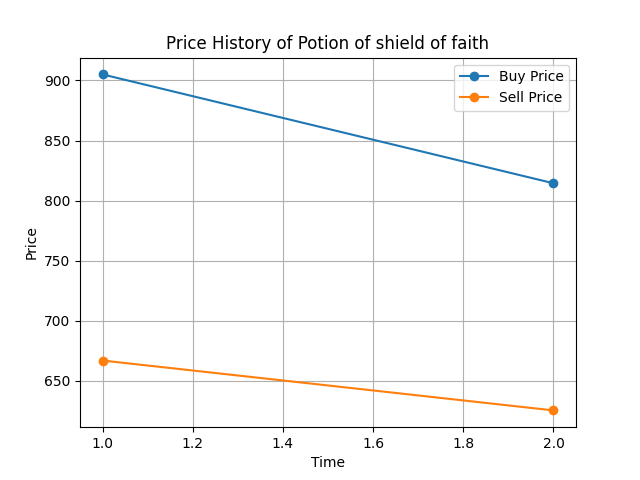 Price History of Potion of shield of faith
Buy Price
Sell Price
900
850
800
750
700
650
Price
1.0 1.2 1.4 1.6 1.8 2.0
Time